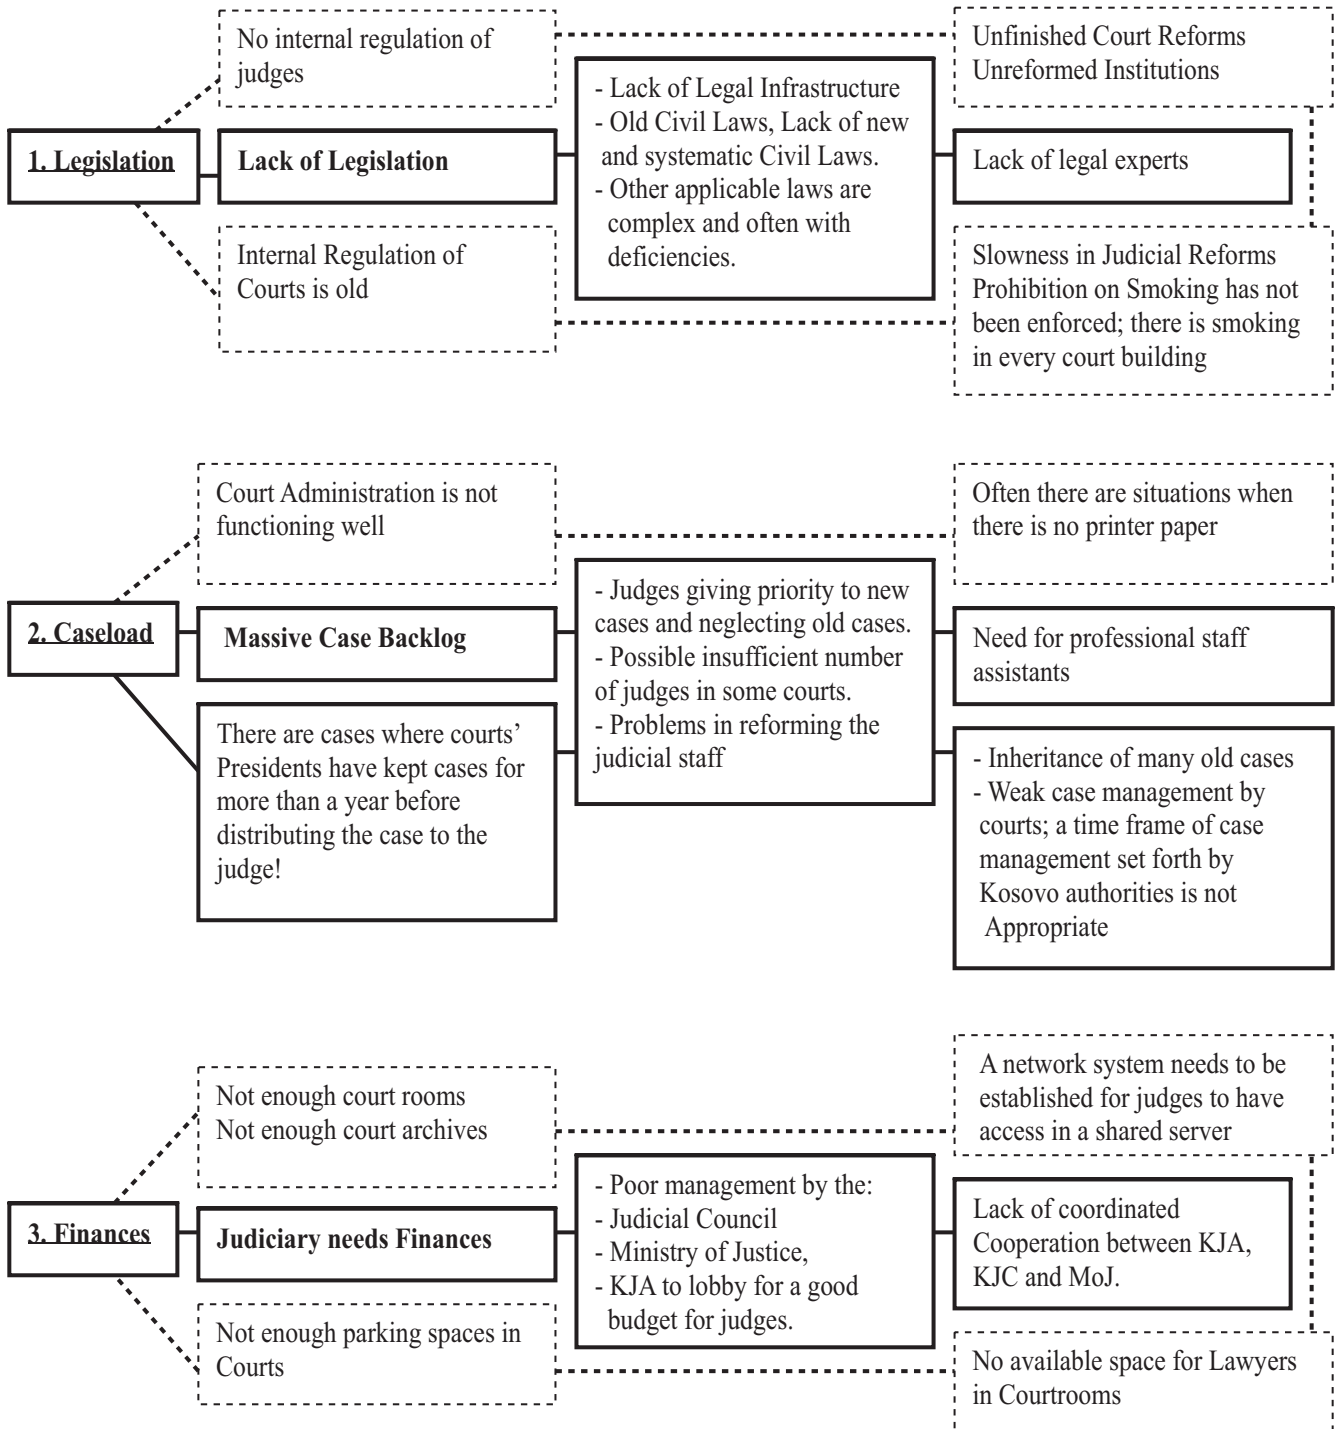 No internal regulation of
judges
Unfinished Court Reforms
Unreformed Institutions
1. Legislation
Lack of Legislation
- Lack of Legal Infrastructure
- Old Civil Laws, Lack of new
and systematic Civil Laws.
- Other applicable laws are
complex and often with
deficiencies.
Lack of legal experts
Internal Regulation of
Courts is old
Slowness in Judicial Reforms
Prohibition on Smoking has not
been enforced; there is smoking
in every court building
Court Administration is not
functioning well
Often there are situations when
there is no printer paper
2. Caseload
Massive Case Backlog
- Judges giving priority to new
cases and neglecting old cases.
- Possible insufficient number
of judges in some courts.
- Problems in reforming the
judicial staff
Need for professional staff
assistants
There are cases where courts’
Presidents have kept cases for
more than a year before
distributing the case to the
judge!
- Inheritance of many old cases
- Weak case management by
courts; a time frame of case
management set forth by
Kosovo authorities is not
Appropriate
Not enough court rooms
Not enough court archives
A network system needs to be
established for judges to have
access in a shared server
3. Finances
Judiciary needs Finances
- Poor management by the:
- Judicial Council
- Ministry of Justice,
- KJA to lobby for a good
budget for judges.
Lack of coordinated
Cooperation between KJA,
KJC and MoJ.
Not enough parking spaces in
Courts
No available space for Lawyers
in Courtrooms